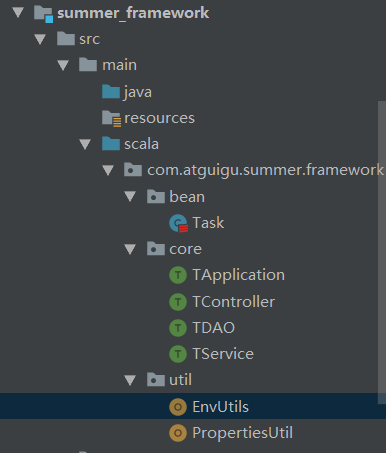 summer_framework
src
main
java
resources
scala
com.atguigu.summer.framework
bean
C Task
core
T TApplication
T TController
T TDAO
T TService
util
O EnvUtils
O PropertiesUtil